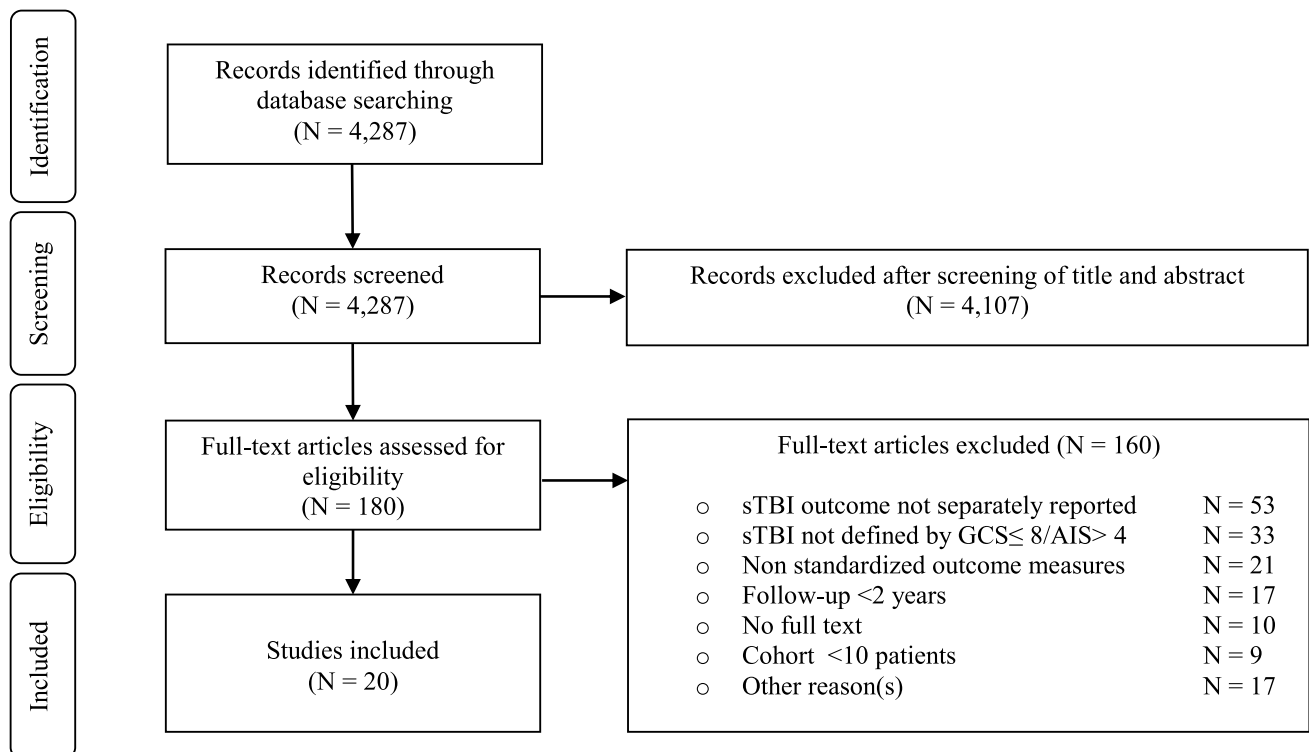 Identification
Records identified through
database searching
(N = 4,287)
Screening
Records screened
(N = 4,287)
Records excluded after screening of title and abstract
(N = 4,107)
Eligibility
Full-text articles assessed for
eligibility
(N = 180)
Full-text articles excluded (N = 160)
o sTBI outcome not separately reported N = 53
o sTBI not defined by GCS≤ 8/AIS> 4 N = 33
o Non standardized outcome measures N = 21
o Follow-up <2 years N = 17
o No full text N = 10
o Cohort <10 patients N = 9
o Other reason(s) N = 17
Included
Studies included
(N = 20)